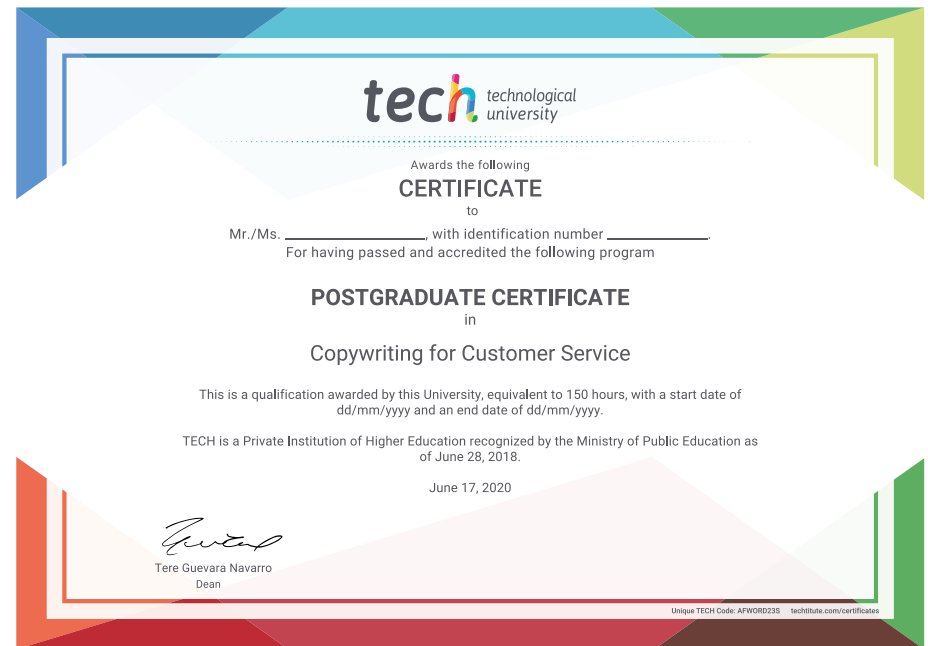 tech technological
university
Awards the following
CERTIFICATE
to
Mr./Ms. ____________________, with identification number ______________.
For having passed and accredited the following program
POSTGRADUATE CERTIFICATE
in
Copywriting for Customer Service
This is a qualification awarded by this University, equivalent to 150 hours, with a start date of
dd/mm/yyyy and an end date of dd/mm/yyyy.
TECH is a Private Institution of Higher Education recognized by the Ministry of Public Education as
of June 28, 2018.
June 17, 2020
Tere Guevara Navarro
Dean
Unique TECH Code: AFWORD23S techtitute.com/certificates